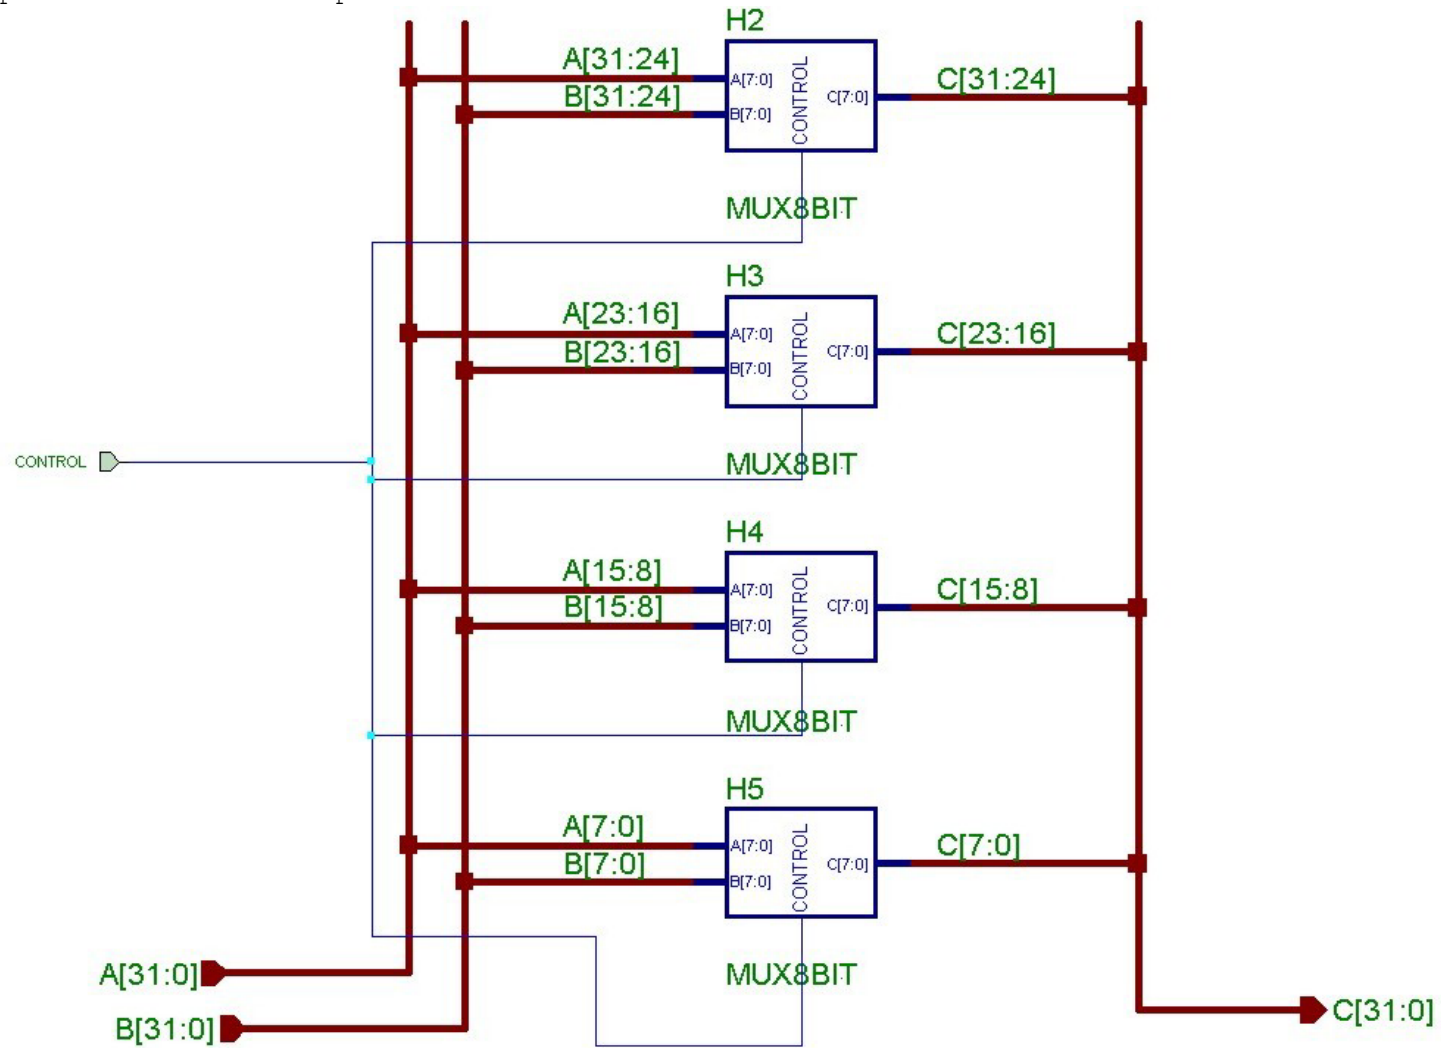 H2
A[31:24]
B[31:24]
A[7:0]
B[7:0]
CONTROL
C[7:0]
C[31:24]
MUX8BIT
H3
A[23:16]
B[23:16]
A[7:0]
B[7:0]
CONTROL
C[7:0]
C[23:16]
MUX8BIT
CONTROL
H4
A[15:8]
B[15:8]
A[7:0]
B[7:0]
CONTROL
C[7:0]
C[15:8]
MUX8BIT
H5
A[7:0]
B[7:0]
A[7:0]
B[7:0]
CONTROL
C[7:0]
C[7:0]
MUX8BIT
A[31:0]
B[31:0]
C[31:0]